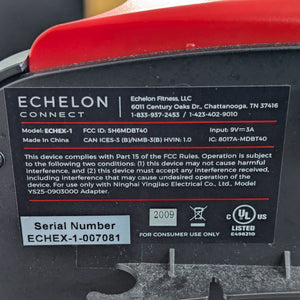 ECHELON
CONNECT
Echelon Fitness, LLC
6011 Century Oaks Dr., Chattanooga, TN 37416
1-833-937-2453 / 1-423-402-9010
Model: ECHEX-1 FCC ID: SH6MDBT40 Input: 9V⎓3A
Made In China CAN ICES-3 (B)/NMB-3(B) HVIN: 1.0 IC: 8017A-MDBT40
This device complies with Part 15 of the FCC Rules. Operation is subject
to the following two conditions: (1) this device may not cause harmful
interference, and (2) this device must accept any interference received,
including interference that may cause undesired operation of the
device. For use only with Ninghai Yingjiao Electrical Co., Ltd., Model
YS25-0903000 Adapter.
Serial Number
ECHEX-1-007081
2009
FOR CONSUMER USE ONLY
C UL US
LISTED
E498210